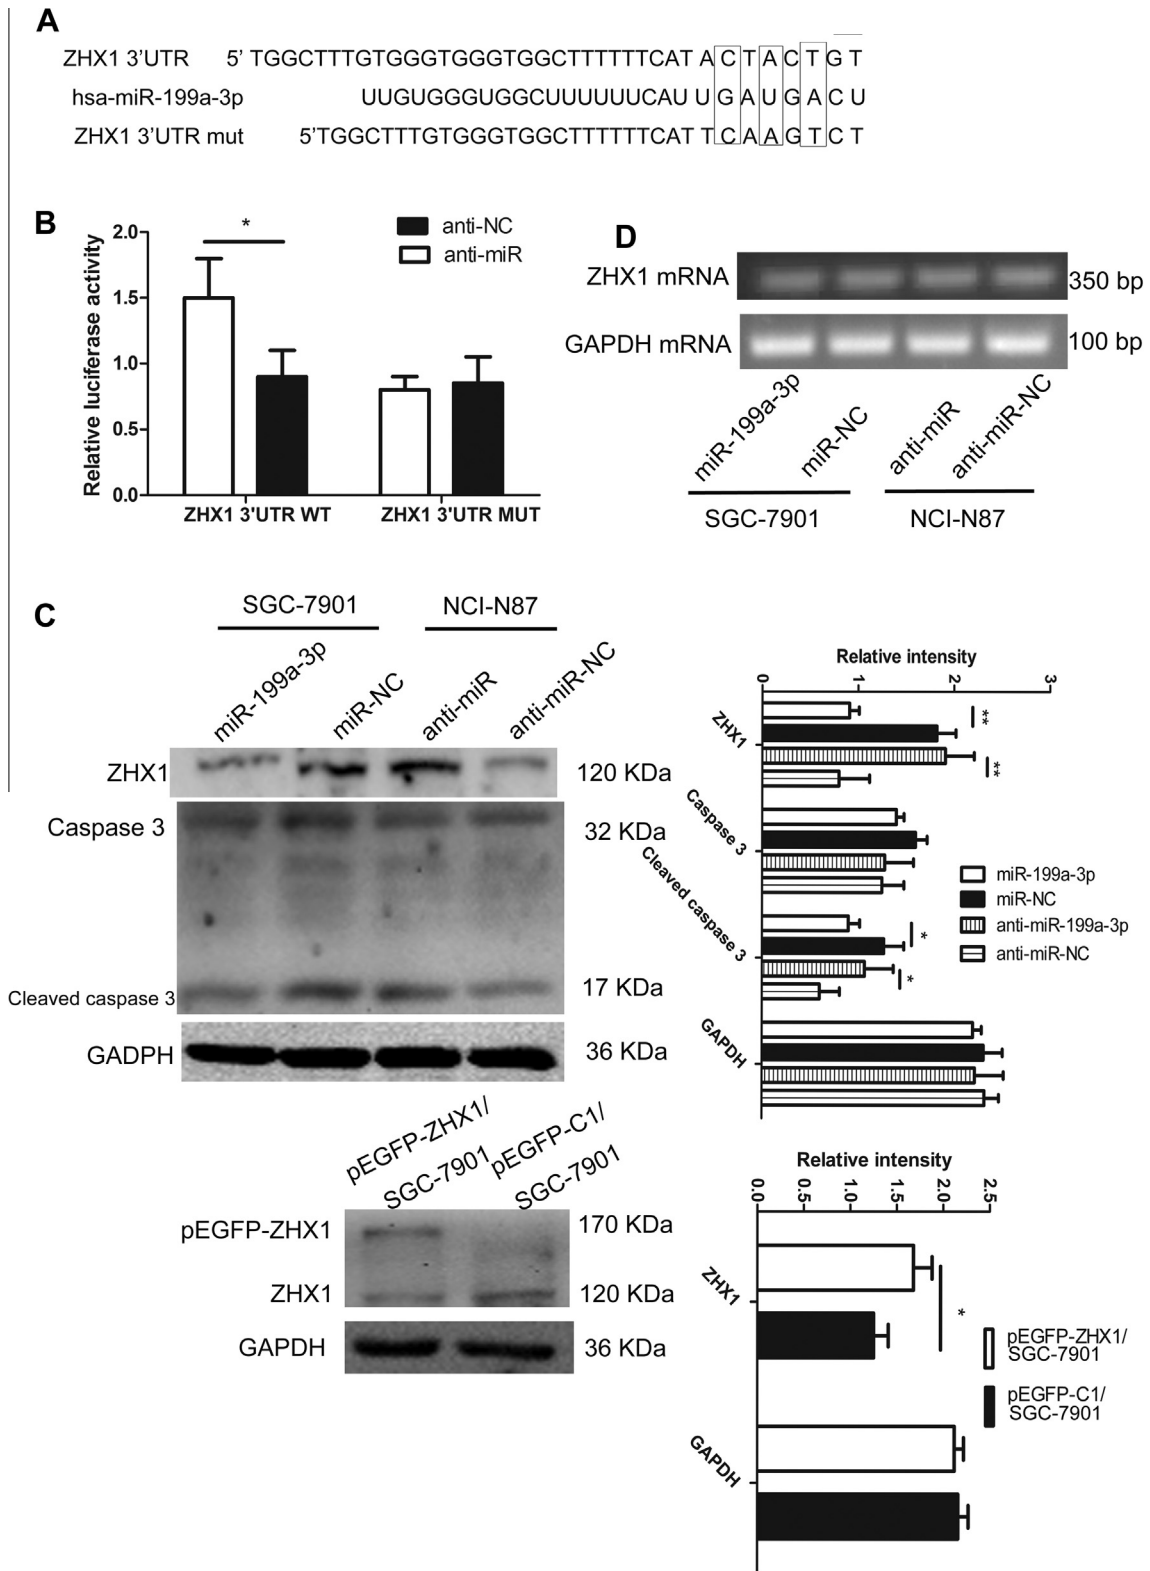 A
ZHX1 3'UTR 5' TGGCTTTGTGGGTGGGTGGCTTTTTTCAT A C T A C T G T
hsa-miR-199a-3p UUGUGGGUGGCUUUUUUCAU U G A U G A C U
ZHX1 3'UTR mut 5'TGGCTTTGTGGGTGGCTTTTTTCATT C A A G T C T
B
Relative luciferase activity
2.0
1.5
1.0
0.5
0.0
*
anti-NC
anti-miR
ZHX1 3'UTR WT
ZHX1 3'UTR MUT
D
ZHX1 mRNA
350 bp
GAPDH mRNA
100 bp
miR-199a-3p
miR-NC
anti-miR
anti-miR-NC
SGC-7901
NCI-N87
C
SGC-7901
NCI-N87
miR-199a-3p
miR-NC
anti-miR
anti-miR-NC
ZHX1
120 KDa
Caspase 3
32 KDa
Cleaved caspase 3
17 KDa
GADPH
36 KDa
Relative intensity
0
1
2
3
ZHX1
**
**
Caspase 3
Cleaved caspase 3
*
*
GAPDH
miR-199a-3p
miR-NC
anti-miR-199a-3p
anti-miR-NC
pEGFP-ZHX1/
SGC-7901
pEGFP-C1/
SGC-7901
pEGFP-ZHX1
170 KDa
ZHX1
120 KDa
GAPDH
36 KDa
Relative intensity
0.0
0.5
1.0
1.5
2.0
2.5
ZHX1
*
GAPDH
pEGFP-ZHX1/
SGC-7901
pEGFP-C1/
SGC-7901